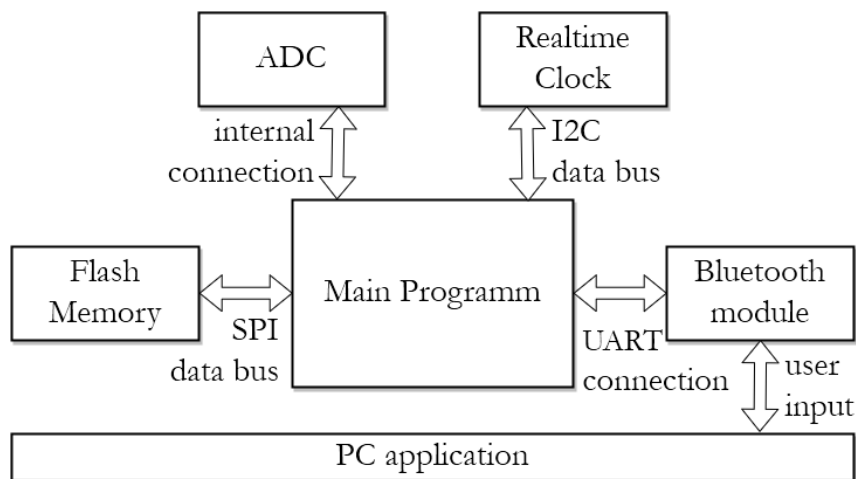 ADC
Realtime
Clock
internal
connection
I2C
data bus
Flash
Memory
Main Programm
Bluetooth
module
SPI
data bus
UART
connection
user
input
PC application